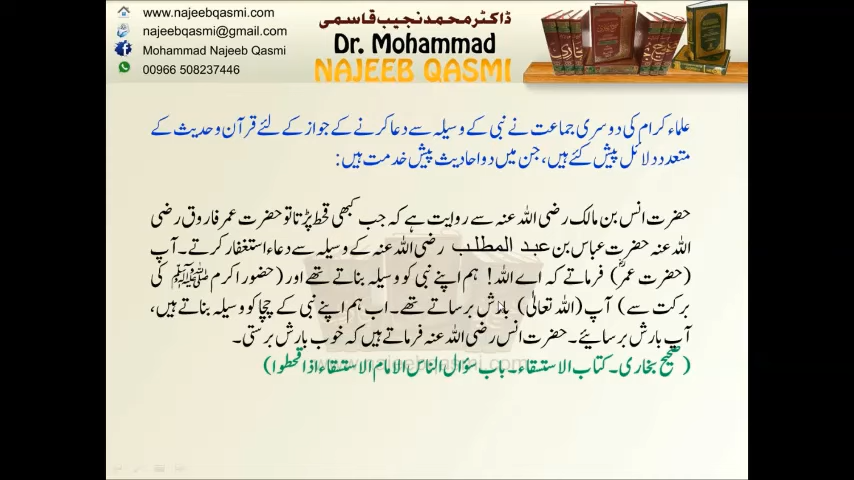 www.najeebqasmi.com
najeebqasmi@gmail.com
Mohammad Najeeb Qasmi
00966 508237446
ڈاکٹر محمد نجیب قاسمی
Dr. Mohammad
NAJEEB QASMI
علماء کرام کی دوسری جماعت نے نبی کے وسیلہ سے دعا کرنے کے جواز کے لئے قرآن و حدیث کے
متعدد دلائل پیش کئے ہیں، جن میں دو احادیث پیش خدمت ہیں:
حضرت انس بن مالک رضی اللہ عنہ سے روایت ہے کہ جب کبھی قحط پڑتا تو حضرت عمر فاروق رضی
اللہ عنہ حضرت عباس بن عبد المطلب رضی اللہ عنہ کے وسیلہ سے دعاء استغفار کرتے۔ آپ
(حضرت عمرؓ) فرماتے کہ اے اللہ! ہم اپنے نبی کو وسیلہ بناتے تھے اور (حضور اکرم ﷺ کی
برکت سے) آپ (اللہ تعالیٰ) بارش برساتے تھے۔ اب ہم اپنے نبی کے چچا کو وسیلہ بناتے ہیں،
آپ بارش برسائیے۔ حضرت انس رضی اللہ عنہ فرماتے ہیں کہ خوب بارش برستی۔
(صحیح بخاری۔ کتاب الاستسقاء۔ باب سؤال الناس الامام الاستسقاء اذا قحطوا)